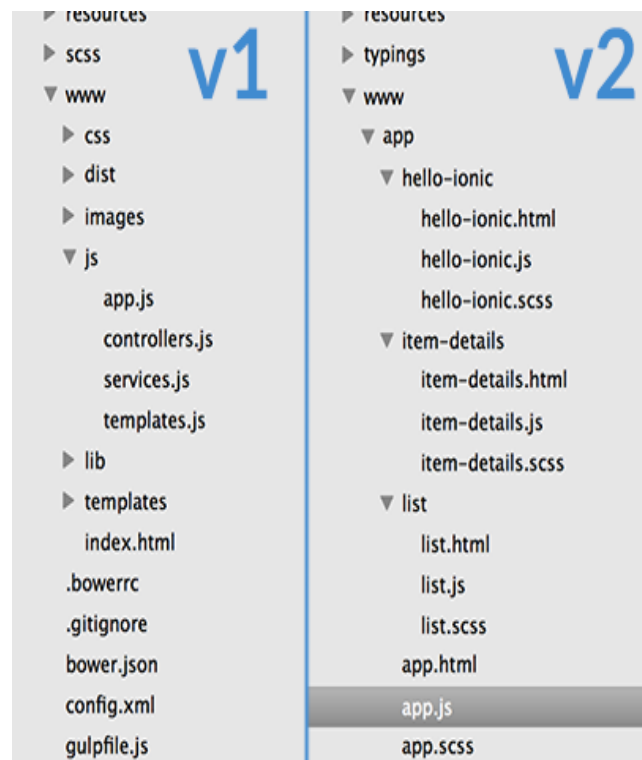 resources
scss
v1
www
css
dist
images
js
app.js
controllers.js
services.js
templates.js
lib
templates
index.html
.bowerrc
.gitignore
bower.json
config.xml
gulpfile.js
resources
typings
v2
www
app
hello-ionic
hello-ionic.html
hello-ionic.js
hello-ionic.scss
item-details
item-details.html
item-details.js
item-details.scss
list
list.html
list.js
list.scss
app.html
app.js
app.scss